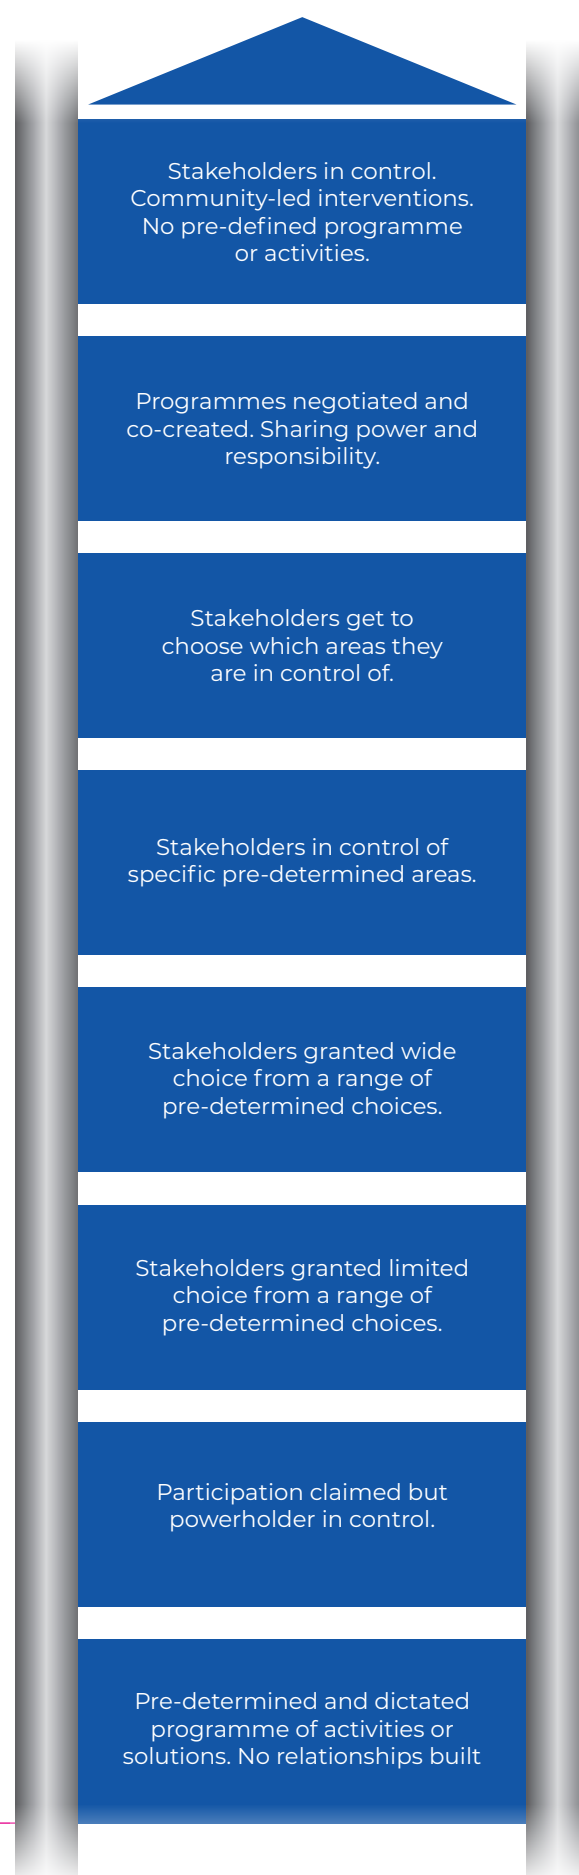 Stakeholders in control.
Community-led interventions.
No pre-defined programme
or activities.
Programmes negotiated and
co-created. Sharing power and
responsibility.
Stakeholders get to
choose which areas they
are in control of.
Stakeholders in control of
specific pre-determined areas.
Stakeholders granted wide
choice from a range of
pre-determined choices.
Stakeholders granted limited
choice from a range of
pre-determined choices.
Participation claimed but
powerholder in control.
Pre-determined and dictated
programme of activities or
solutions. No relationships built